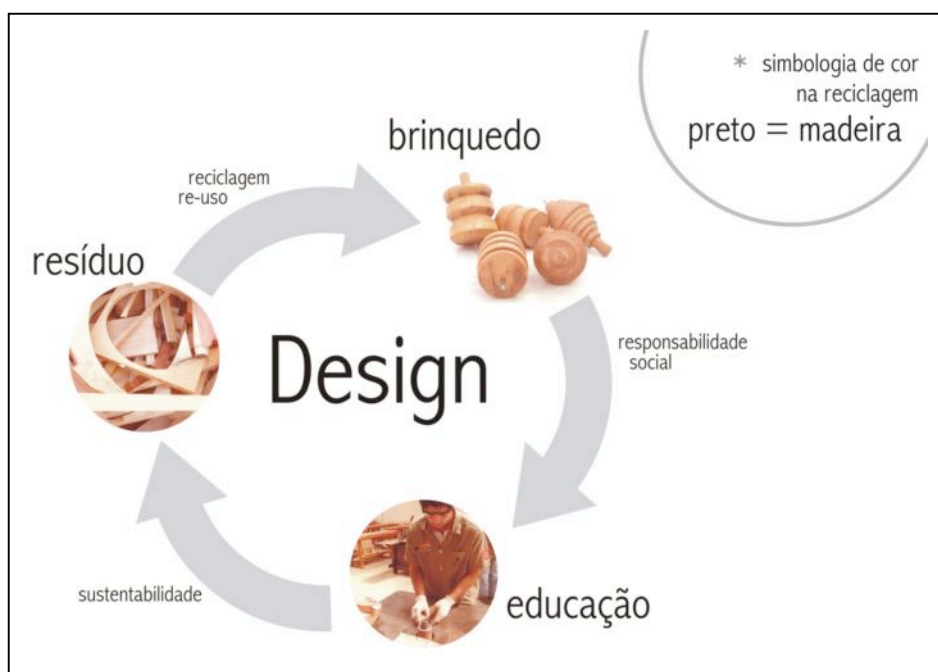 * simbologia de cor
na reciclagem
preto = madeira
brinquedo
reciclagem
re-uso
resíduo
Design
responsabilidade
social
sustentabilidade
educação